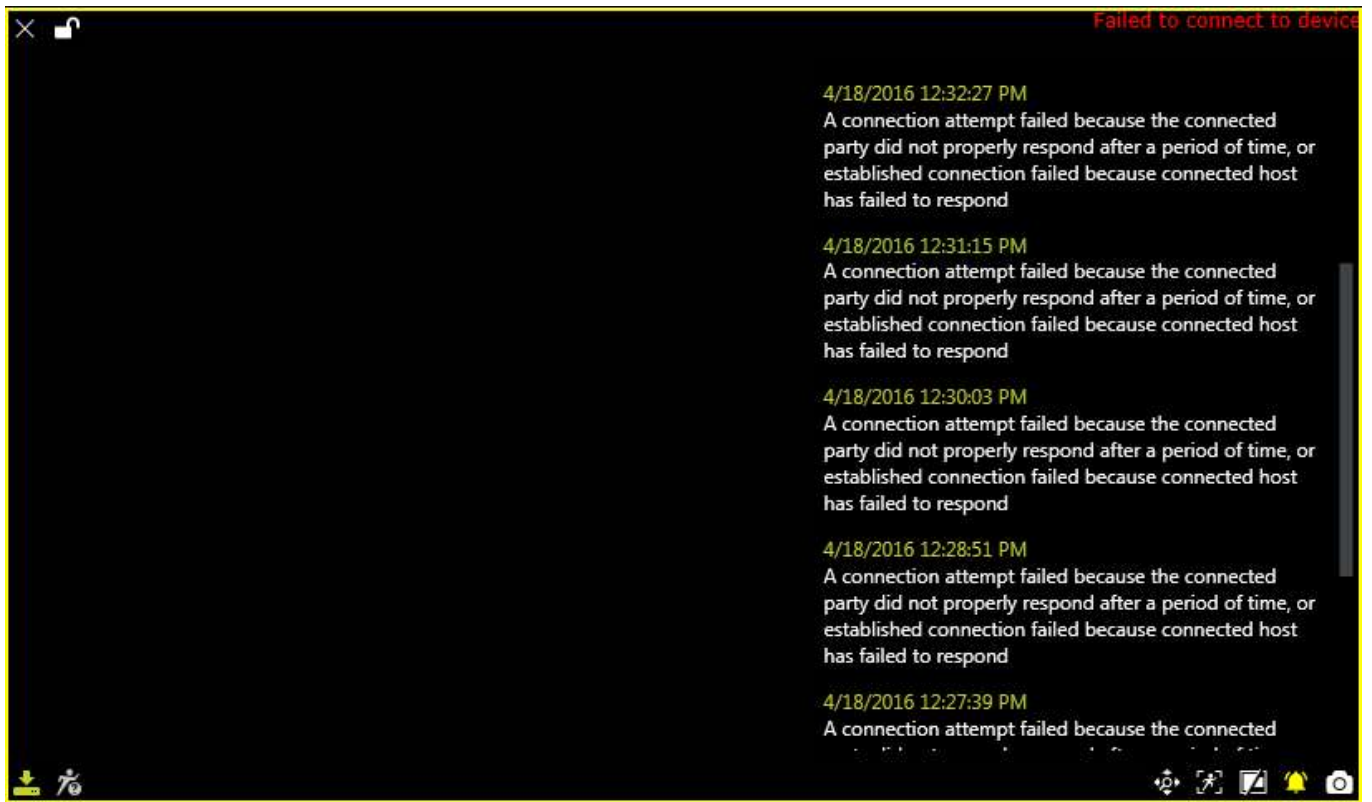 Failed to connect to device
4/18/2016 12:32:27 PM
A connection attempt failed because the connected
party did not properly respond after a period of time, or
established connection failed because connected host
has failed to respond
4/18/2016 12:31:15 PM
A connection attempt failed because the connected
party did not properly respond after a period of time, or
established connection failed because connected host
has failed to respond
4/18/2016 12:30:03 PM
A connection attempt failed because the connected
party did not properly respond after a period of time, or
established connection failed because connected host
has failed to respond
4/18/2016 12:28:51 PM
A connection attempt failed because the connected
party did not properly respond after a period of time, or
established connection failed because connected host
has failed to respond
4/18/2016 12:27:39 PM
A connection attempt failed because the connected